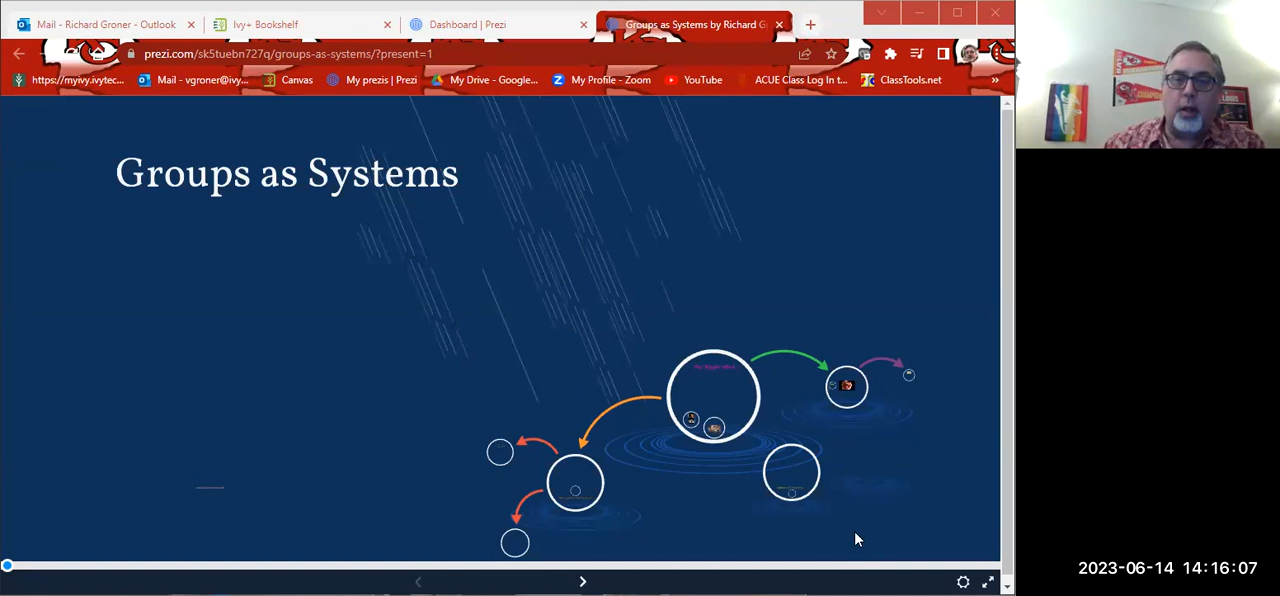 Mail - Richard Groner - Outlook
Ivy+ Bookshelf
Dashboard | Prezi
Groups as Systems by Richard G
prezi.com/sk5tuebn727q/groups-as-systems/?present=1
https://myivy.ivytec...
Mail - vgroner@ivy...
Canvas
My prezis | Prezi
My Drive - Google...
My Profile - Zoom
YouTube
ACUE Class Log In t...
ClassTools.net
»
Groups as Systems
2023-06-14 14:16:07